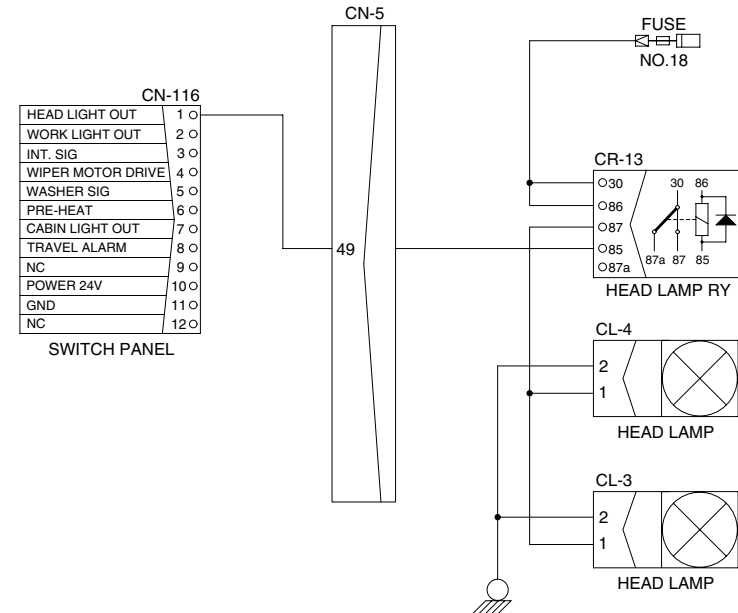 CN-5
FUSE
NO.18
CN-116
HEAD LIGHT OUT 1
WORK LIGHT OUT 2
INT. SIG 3
WIPER MOTOR DRIVE 4
WASHER SIG 5
PRE-HEAT 6
CABIN LIGHT OUT 7
TRAVEL ALARM 8
NC 9
POWER 24V 10
GND 11
NC 12
SWITCH PANEL
49
CR-13
30
86
87
85
87a
30 86
87a 87 85
HEAD LAMP RY
CL-4
2
1
HEAD LAMP
CL-3
2
1
HEAD LAMP